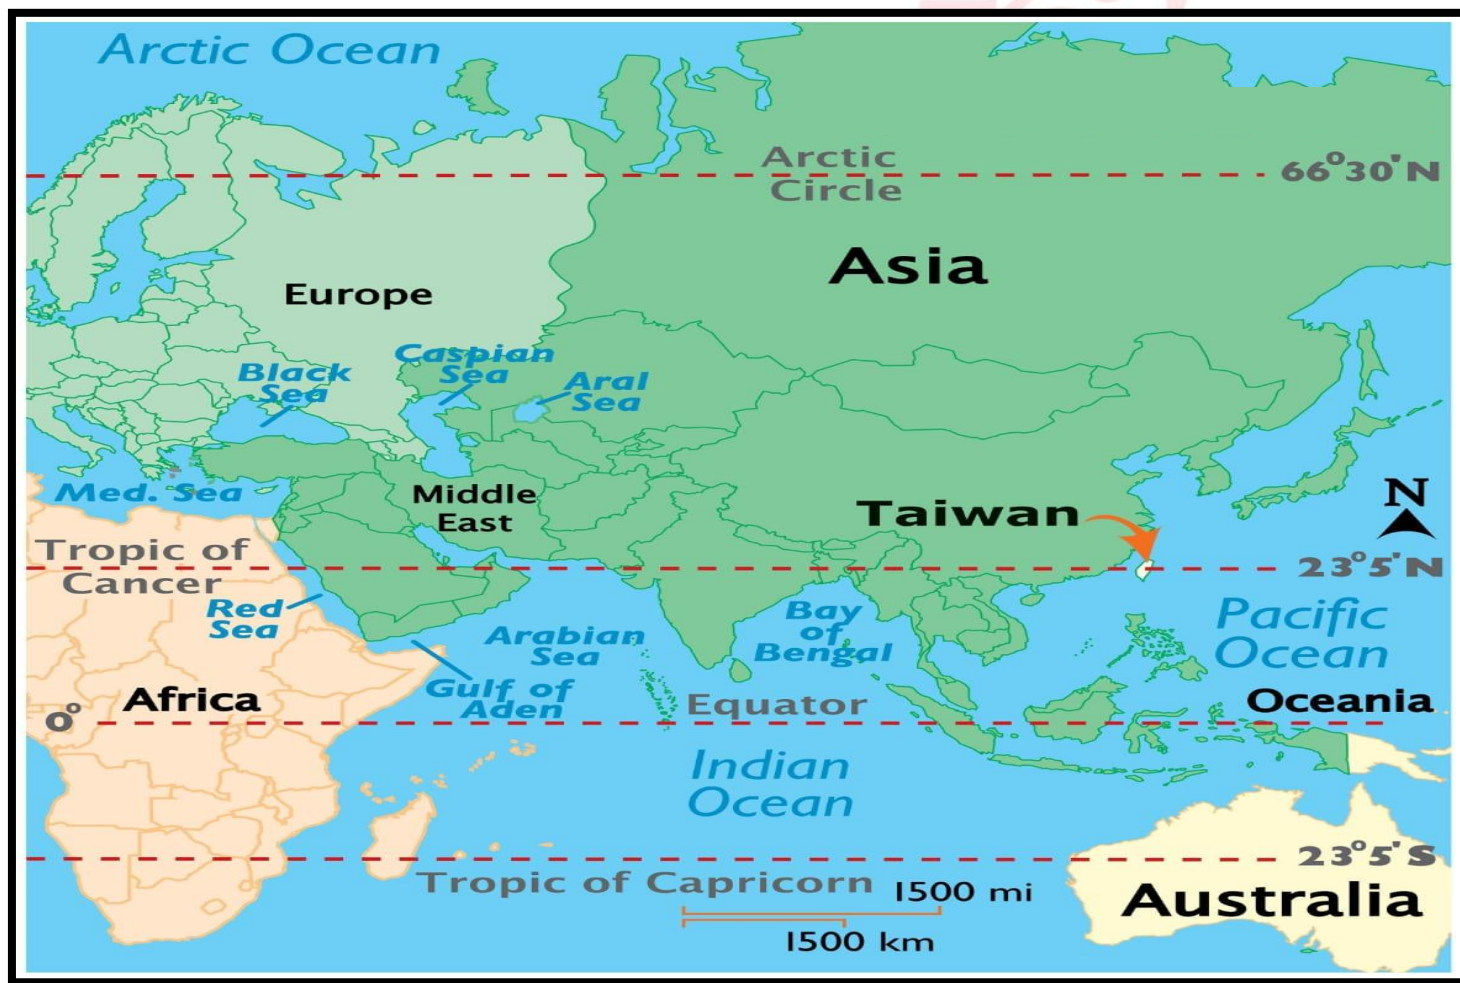 Arctic Ocean
Arctic
Circle
66°30'N
Asia
Europe
Caspian
Sea
Black
Sea
Aral
Sea
Med. Sea
Middle
East
Taiwan
N
Tropic of
Cancer
23°5'N
Red
Sea
Arabian
Sea
Bay
of
Bengal
Pacific
Ocean
Gulf of
Aden
Africa
0°
Equator
Oceania
Indian
Ocean
23°5'S
Tropic of Capricorn
1500 mi
1500 km
Australia